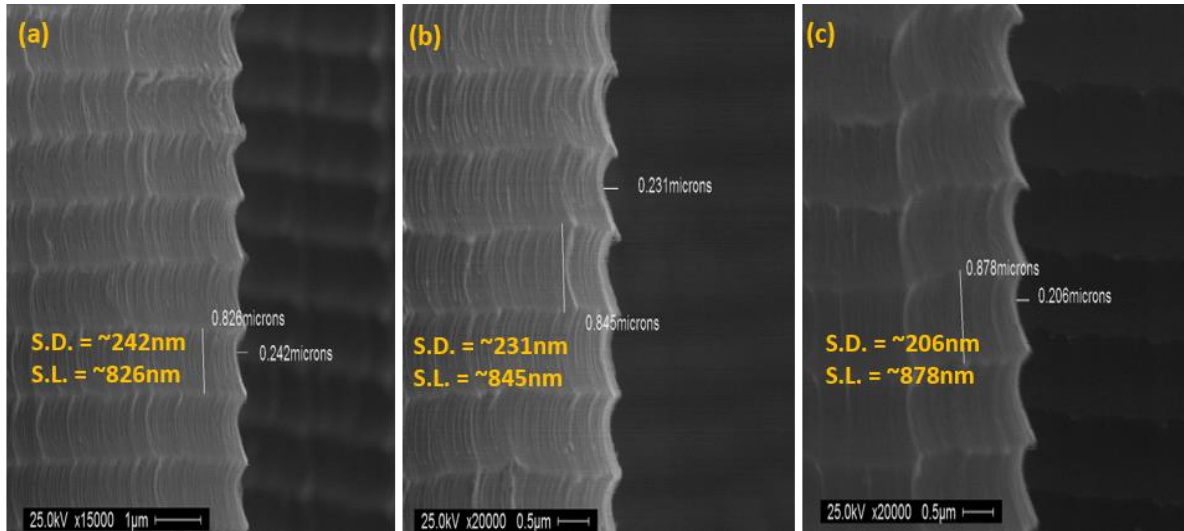 (a)
0.826microns
0.242microns
S.D. = ~242nm
S.L. = ~826nm
25.0kV x15000 1µm
(b)
0.231microns
0.845microns
S.D. = ~231nm
S.L. = ~845nm
25.0kV x20000 0.5µm
(c)
0.878microns
0.206microns
S.D. = ~206nm
S.L. = ~878nm
25.0kV x20000 0.5µm